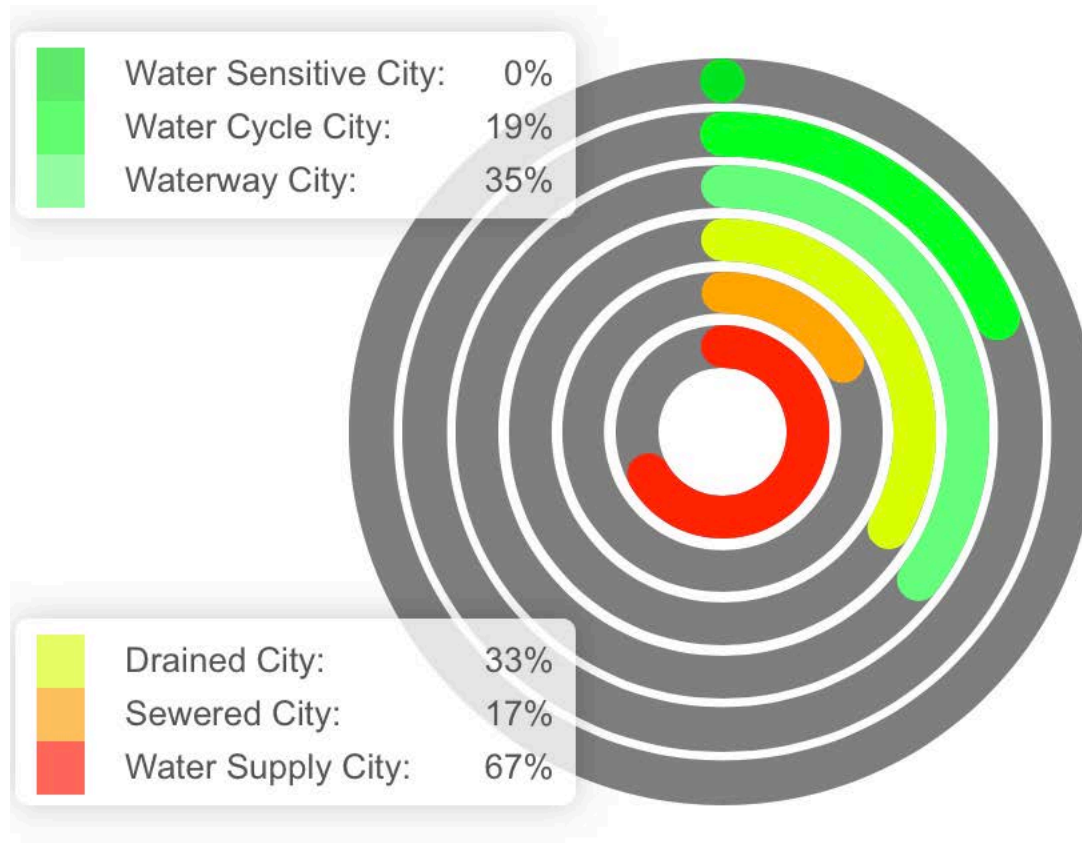 Water Sensitive City: 0%
Water Cycle City: 19%
Waterway City: 35%
Drained City: 33%
Sewered City: 17%
Water Supply City: 67%